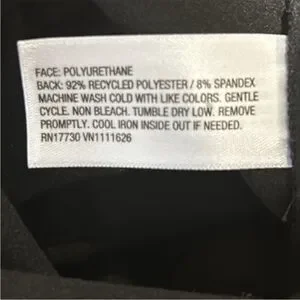 FACE: POLYURETHANE
BACK: 92% RECYCLED POLYESTER / 8% SPANDEX
MACHINE WASH COLD WITH LIKE COLORS. GENTLE
CYCLE. NON BLEACH. TUMBLE DRY LOW. REMOVE
PROMPTLY. COOL IRON INSIDE OUT IF NEEDED.
RN17730 VN1111626